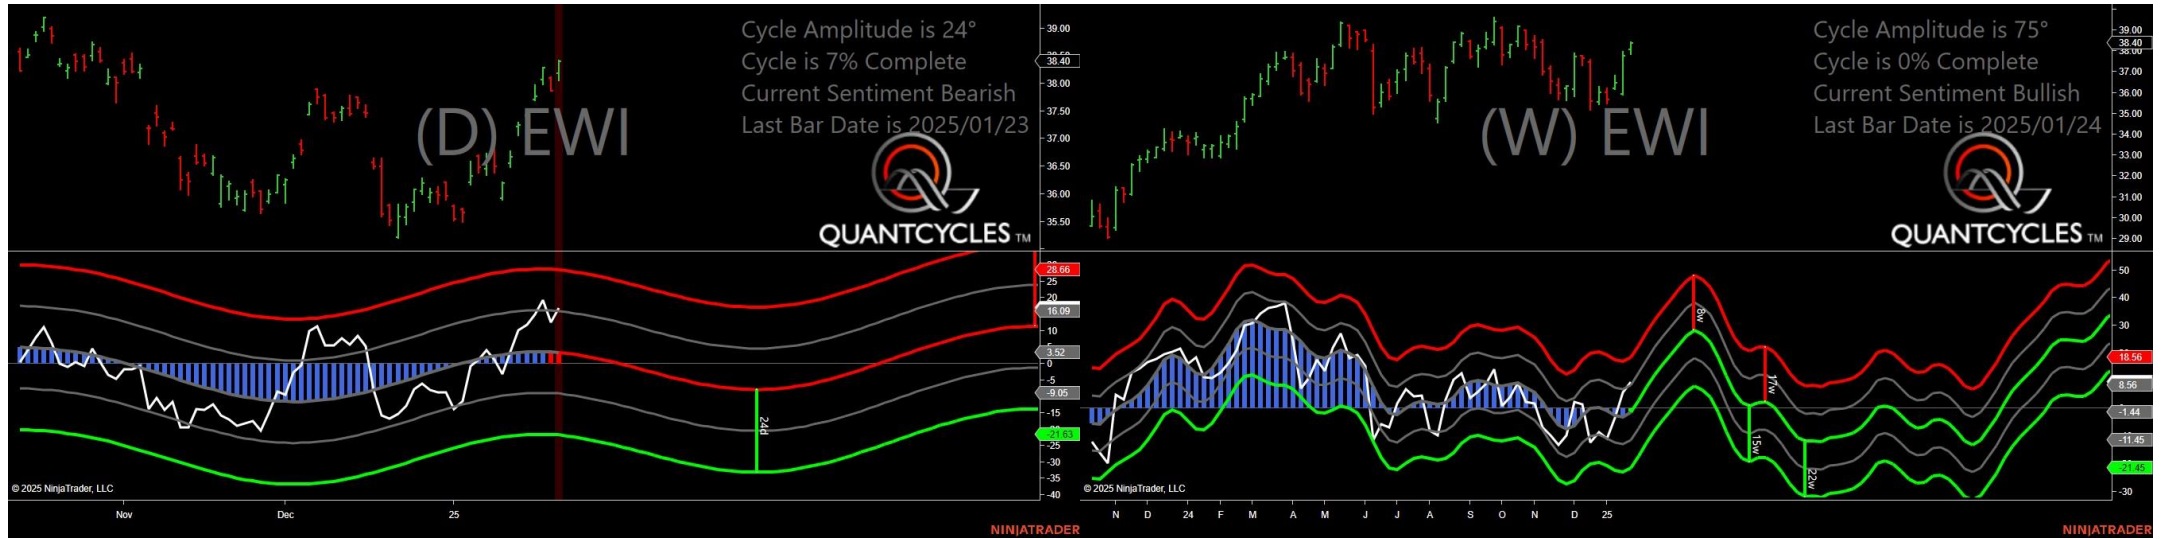 Cycle Amplitude is 24°
Cycle is 7% Complete
Current Sentiment Bearish
Last Bar Date is 2025/01/23
(D) EWI
QUANTCYCLES TM
39.00
38.40
38.00
37.50
37.00
36.50
36.00
35.50
28.66
25
20
16.09
10
3.52
0
-5
-9.05
-15
-21.63
-25
-30
-35
-40
24d
© 2025 NinjaTrader, LLC
Nov
Dec
25
NINJATRADER
Cycle Amplitude is 75°
Cycle is 0% Complete
Current Sentiment Bullish
Last Bar Date is 2025/01/24
(W) EWI
QUANTCYCLES TM
39.00
38.40
38.00
37.00
36.00
35.00
34.00
33.00
32.00
31.00
30.00
29.00
50
40
30
18.56
8.56
-1.44
-11.45
-21.45
-30
8w
17w
15w
22w
© 2025 NinjaTrader, LLC
N D 24 F M A M J J A S O N D 25
NINJATRADER